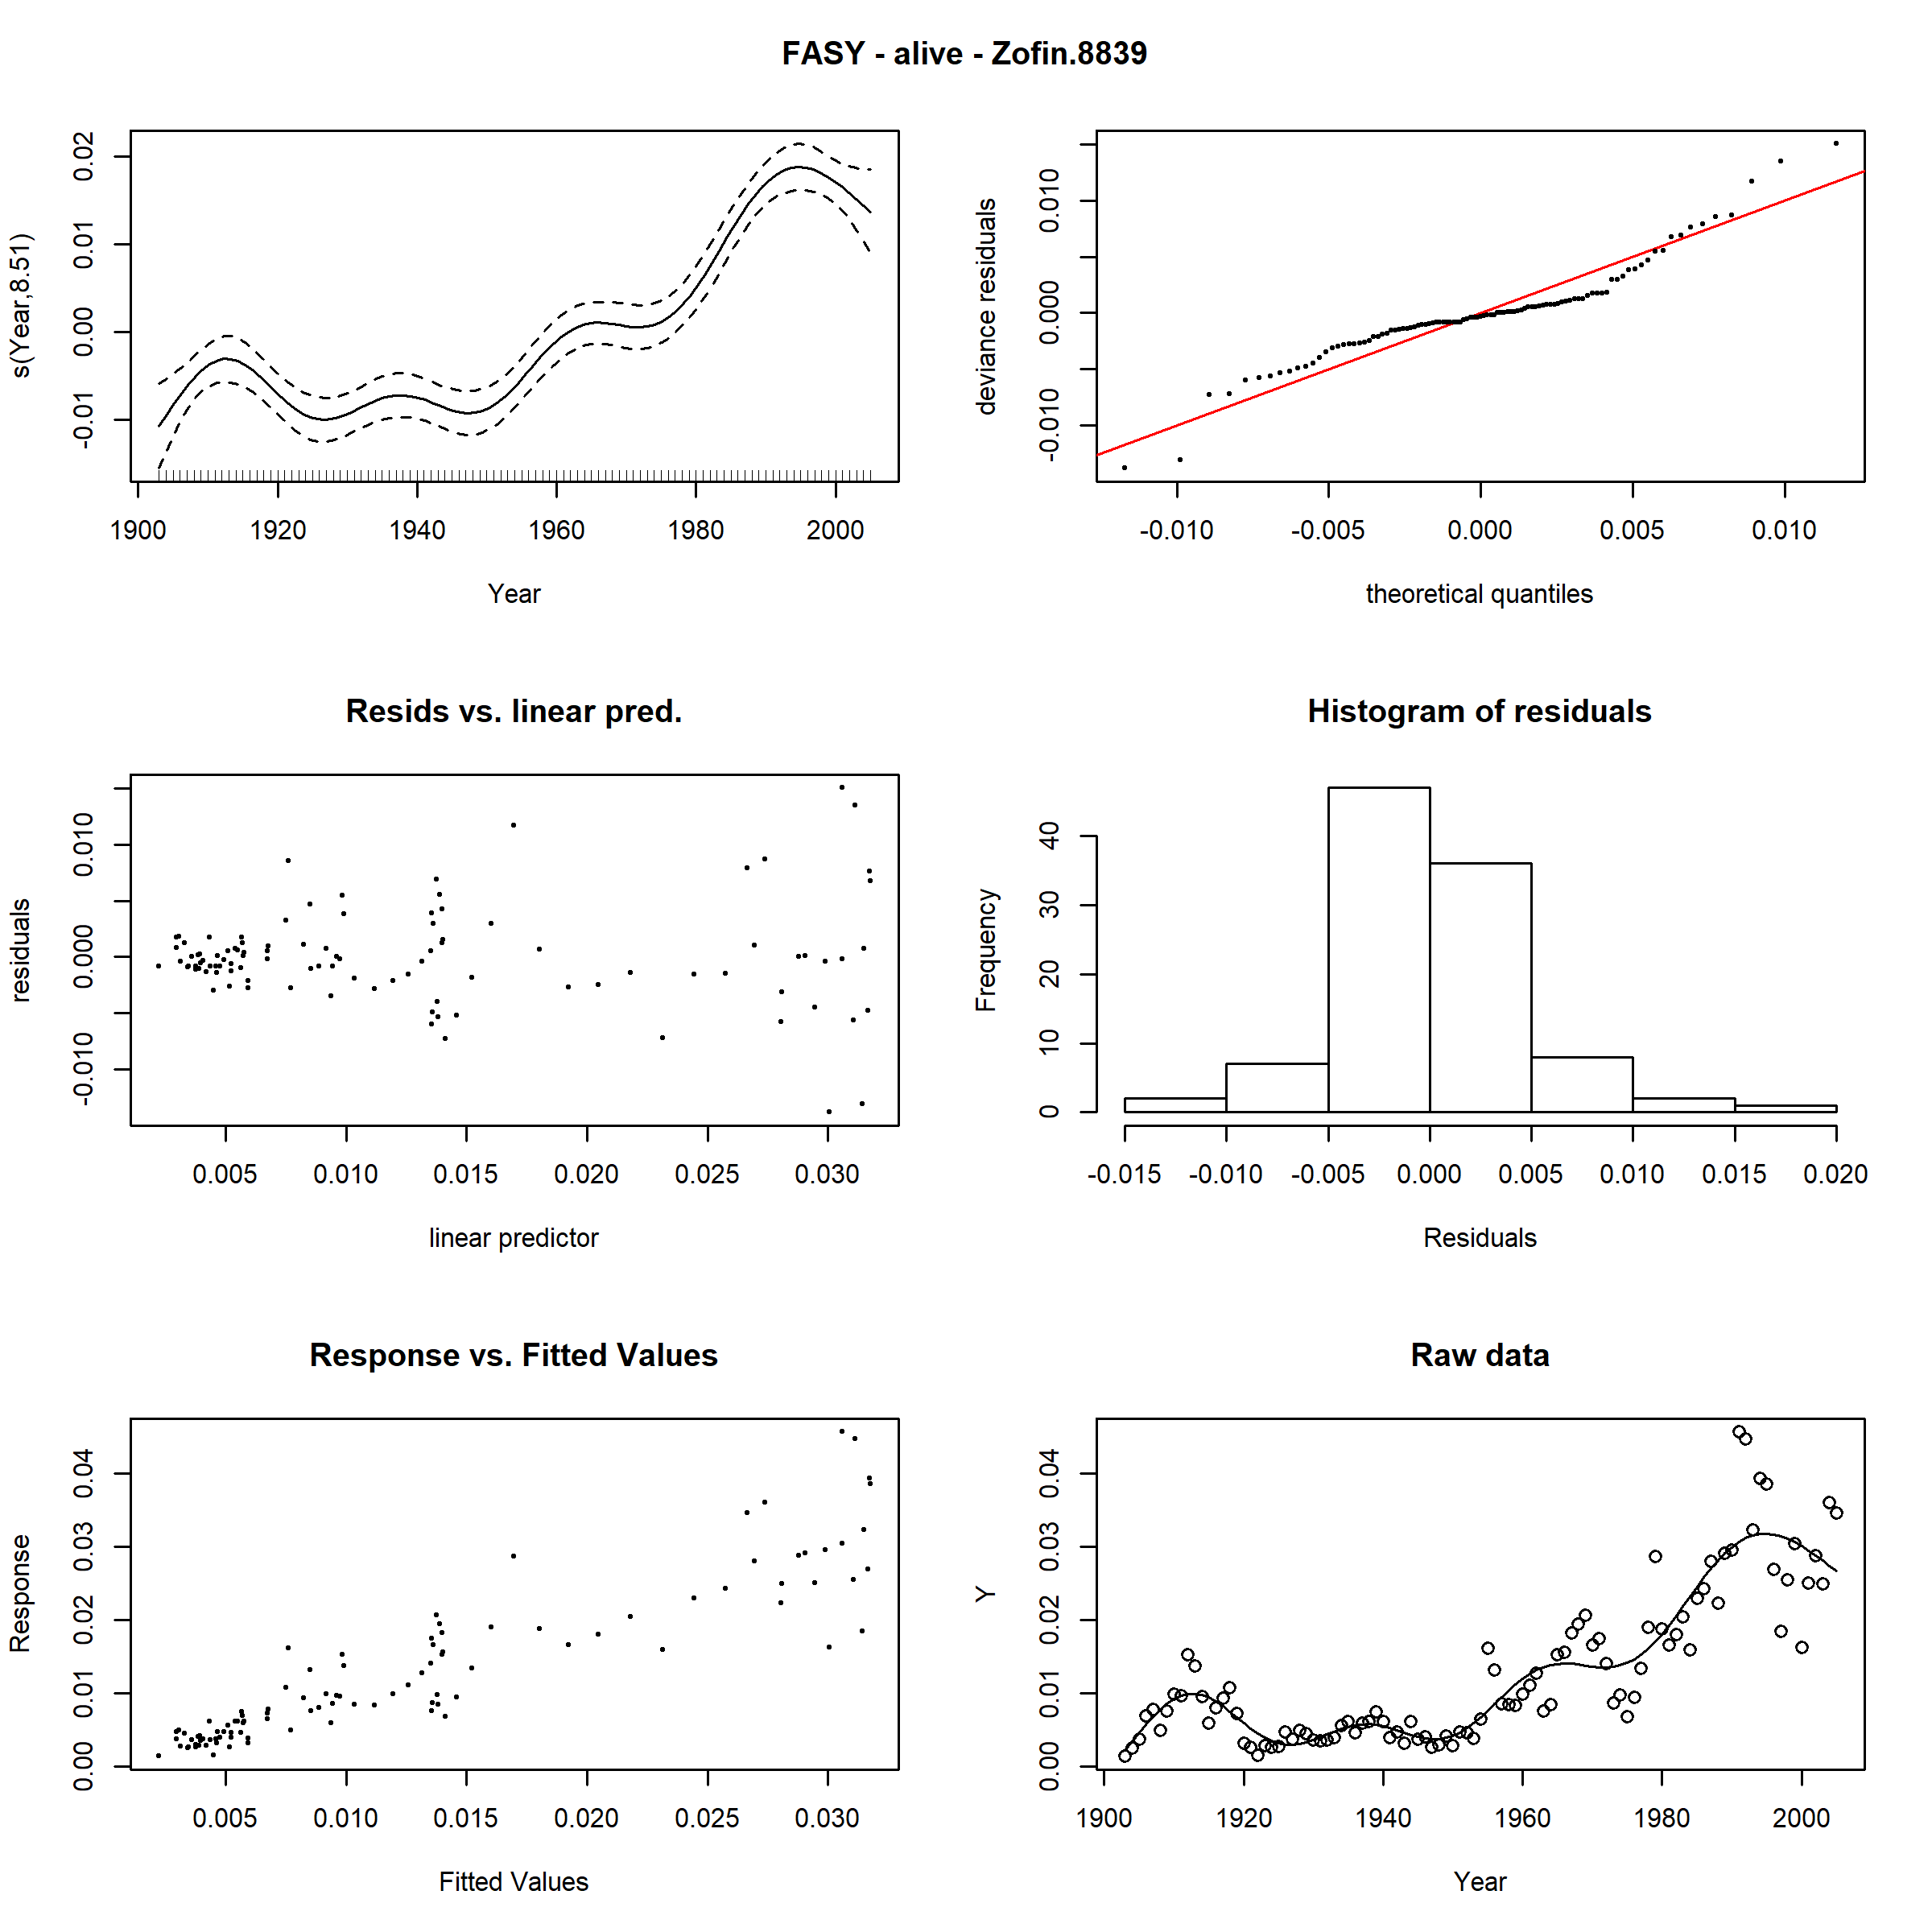 FASY - alive - Zofin.8839
s(Year,8.51)
0.02
0.01
0.00
-0.01
1900 1920 1940 1960 1980 2000
Year
deviance residuals
0.010
0.000
-0.010
-0.010 -0.005 0.000 0.005 0.010
theoretical quantiles
Resids vs. linear pred.
residuals
0.010
0.000
-0.010
0.005 0.010 0.015 0.020 0.025 0.030
linear predictor
Histogram of residuals
Frequency
40
30
20
10
0
-0.015 -0.010 -0.005 0.000 0.005 0.010 0.015 0.020
Residuals
Response vs. Fitted Values
Response
0.04
0.03
0.02
0.01
0.00
0.005 0.010 0.015 0.020 0.025 0.030
Fitted Values
Raw data
Y
0.04
0.03
0.02
0.01
0.00
1900 1920 1940 1960 1980 2000
Year